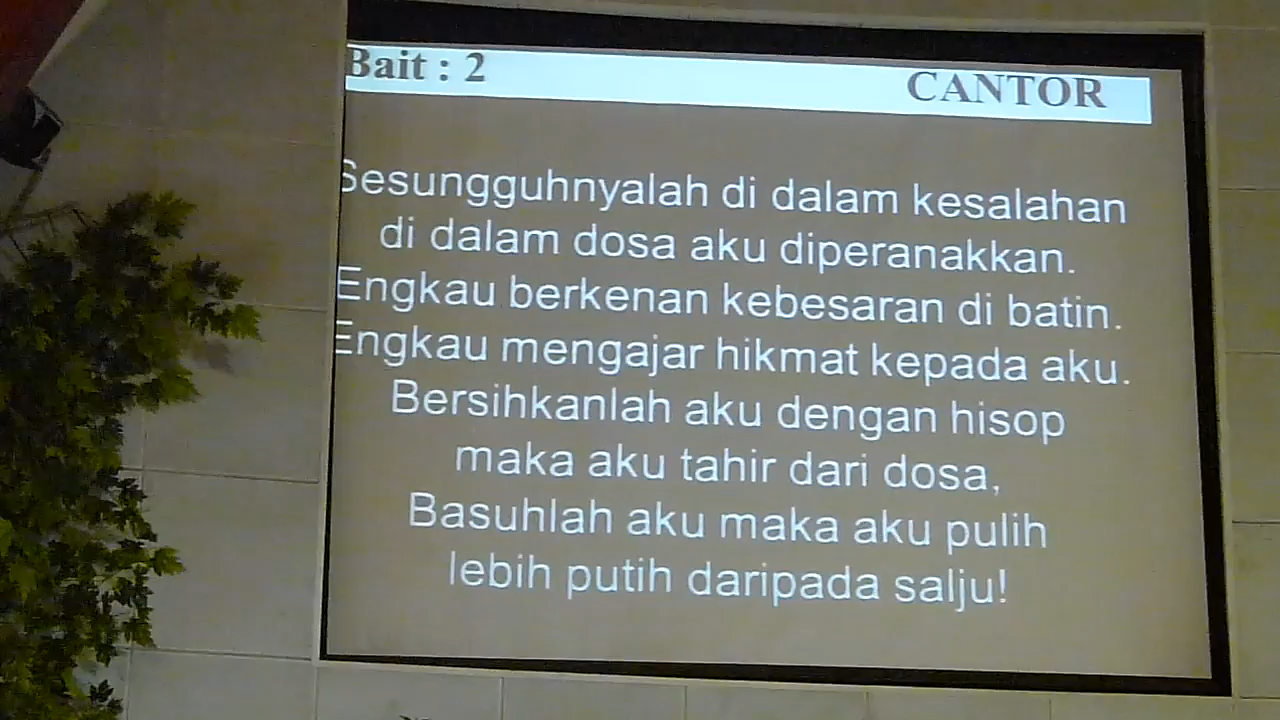 Bait : 2
CANTOR
Sesungguhnyalah di dalam kesalahan
di dalam dosa aku diperanakkan.
Engkau berkenan kebesaran di batin.
Engkau mengajar hikmat kepada aku.
Bersihkanlah aku dengan hisop
maka aku tahir dari dosa,
Basuhlah aku maka aku pulih
lebih putih daripada salju!